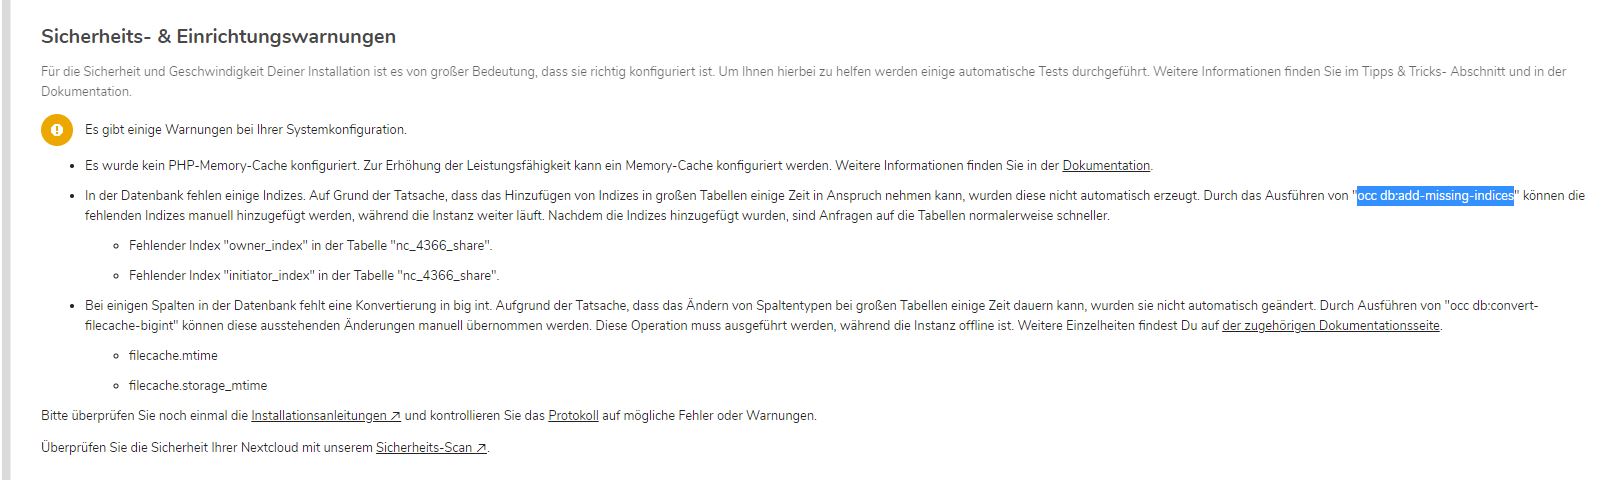 Sicherheits- & Einrichtungswarnungen
Für die Sicherheit und Geschwindigkeit Deiner Installation ist es von großer Bedeutung, dass sie richtig konfiguriert ist. Um Ihnen hierbei zu helfen werden einige automatische Tests durchgeführt. Weitere Informationen finden Sie im Tipps & Tricks- Abschnitt und in der
Dokumentation.
Es gibt einige Warnungen bei Ihrer Systemkonfiguration.
• Es wurde kein PHP-Memory-Cache konfiguriert. Zur Erhöhung der Leistungsfähigkeit kann ein Memory-Cache konfiguriert werden. Weitere Informationen finden Sie in der Dokumentation.
• In der Datenbank fehlen einige Indizes. Auf Grund der Tatsache, dass das Hinzufügen von Indizes in großen Tabellen einige Zeit in Anspruch nehmen kann, wurden diese nicht automatisch erzeugt. Durch das Ausführen von "occ db:add-missing-indices" können die
fehlenden Indizes manuell hinzugefügt werden, während die Instanz weiter läuft. Nachdem die Indizes hinzugefügt wurden, sind Anfragen auf die Tabellen normalerweise schneller.
◦ Fehlender Index "owner_index" in der Tabelle "nc_4366_share".
◦ Fehlender Index "initiator_index" in der Tabelle "nc_4366_share".
• Bei einigen Spalten in der Datenbank fehlt eine Konvertierung in big int. Aufgrund der Tatsache, dass das Ändern von Spaltentypen bei großen Tabellen einige Zeit dauern kann, wurden sie nicht automatisch geändert. Durch Ausführen von "occ db:convert-
filecache-bigint" können diese ausstehenden Änderungen manuell übernommen werden. Diese Operation muss ausgeführt werden, während die Instanz offline ist. Weitere Einzelheiten findest Du auf der zugehörigen Dokumentationsseite.
◦ filecache.mtime
◦ filecache.storage_mtime
Bitte überprüfen Sie noch einmal die Installationsanleitungen ↗ und kontrollieren Sie das Protokoll auf mögliche Fehler oder Warnungen.
Überprüfen Sie die Sicherheit Ihrer Nextcloud mit unserem Sicherheits-Scan ↗.